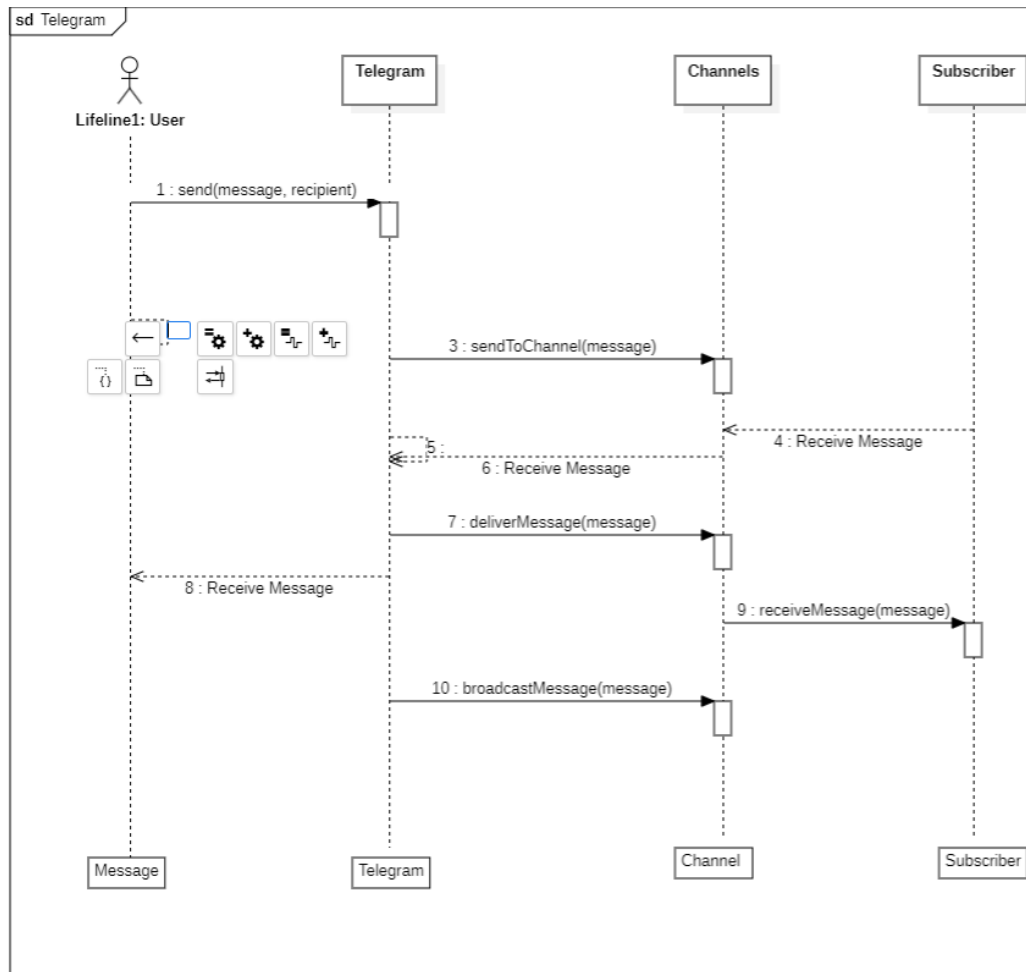 sd Telegram
Telegram
Channels
Subscriber
Lifeline1: User
1 : send(message, recipient)
3 : sendToChannel(message)
4 : Receive Message
5 :
6 : Receive Message
7 : deliverMessage(message)
8 : Receive Message
9 : receiveMessage(message)
10 : broadcastMessage(message)
Message
Telegram
Channel
Subscriber